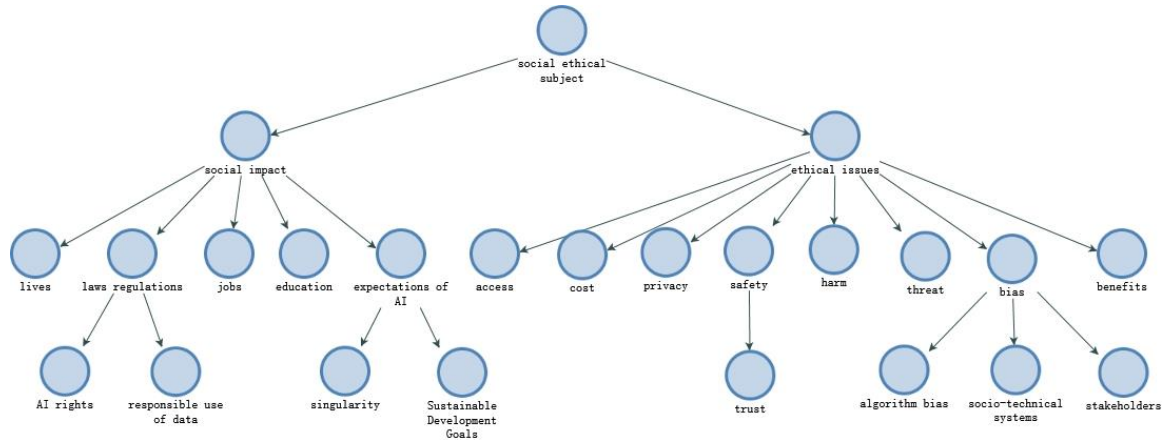 social ethical
subject
social impact
ethical issues
lives
laws regulations
jobs
education
expectations of
AI
access
cost
privacy
safety
harm
threat
bias
benefits
AI rights
responsible use
of data
singularity
Sustainable
Development
Goals
trust
algorithm bias
socio-technical
systems
stakeholders